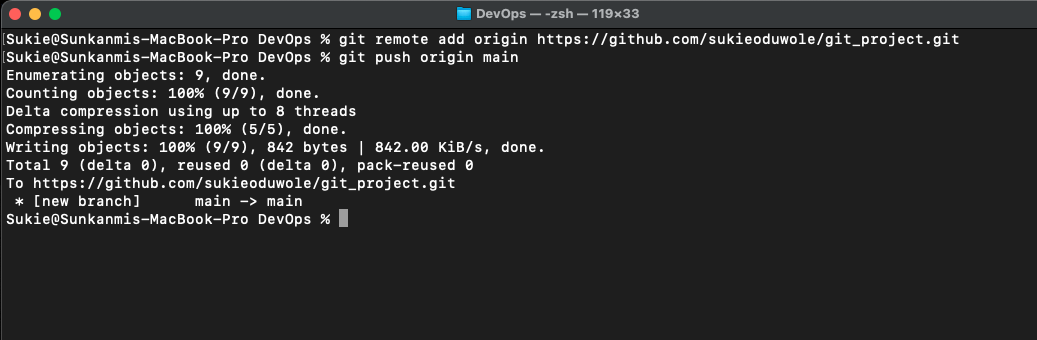 DevOps — -zsh — 119×33
[Sukie@Sunkanmis-MacBook-Pro DevOps % git remote add origin https://github.com/sukieoduwole/git_project.git
[Sukie@Sunkanmis-MacBook-Pro DevOps % git push origin main
Enumerating objects: 9, done.
Counting objects: 100% (9/9), done.
Delta compression using up to 8 threads
Compressing objects: 100% (5/5), done.
Writing objects: 100% (9/9), 842 bytes | 842.00 KiB/s, done.
Total 9 (delta 0), reused 0 (delta 0), pack-reused 0
To https://github.com/sukieoduwole/git_project.git
 * [new branch]      main -> main
Sukie@Sunkanmis-MacBook-Pro DevOps %